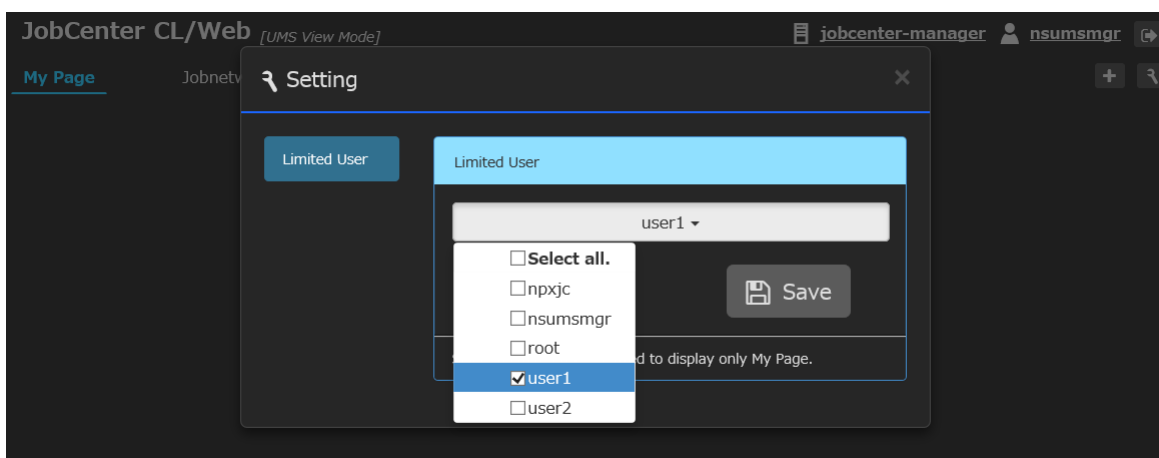 JobCenter CL/Web [UMS View Mode] jobcenter-manager nsumsmgr
My Page
Setting
Limited User
Limited User
user1
Select all.
npxjc
nsumsmgr
root
user1
user2
Save
to display only My Page.